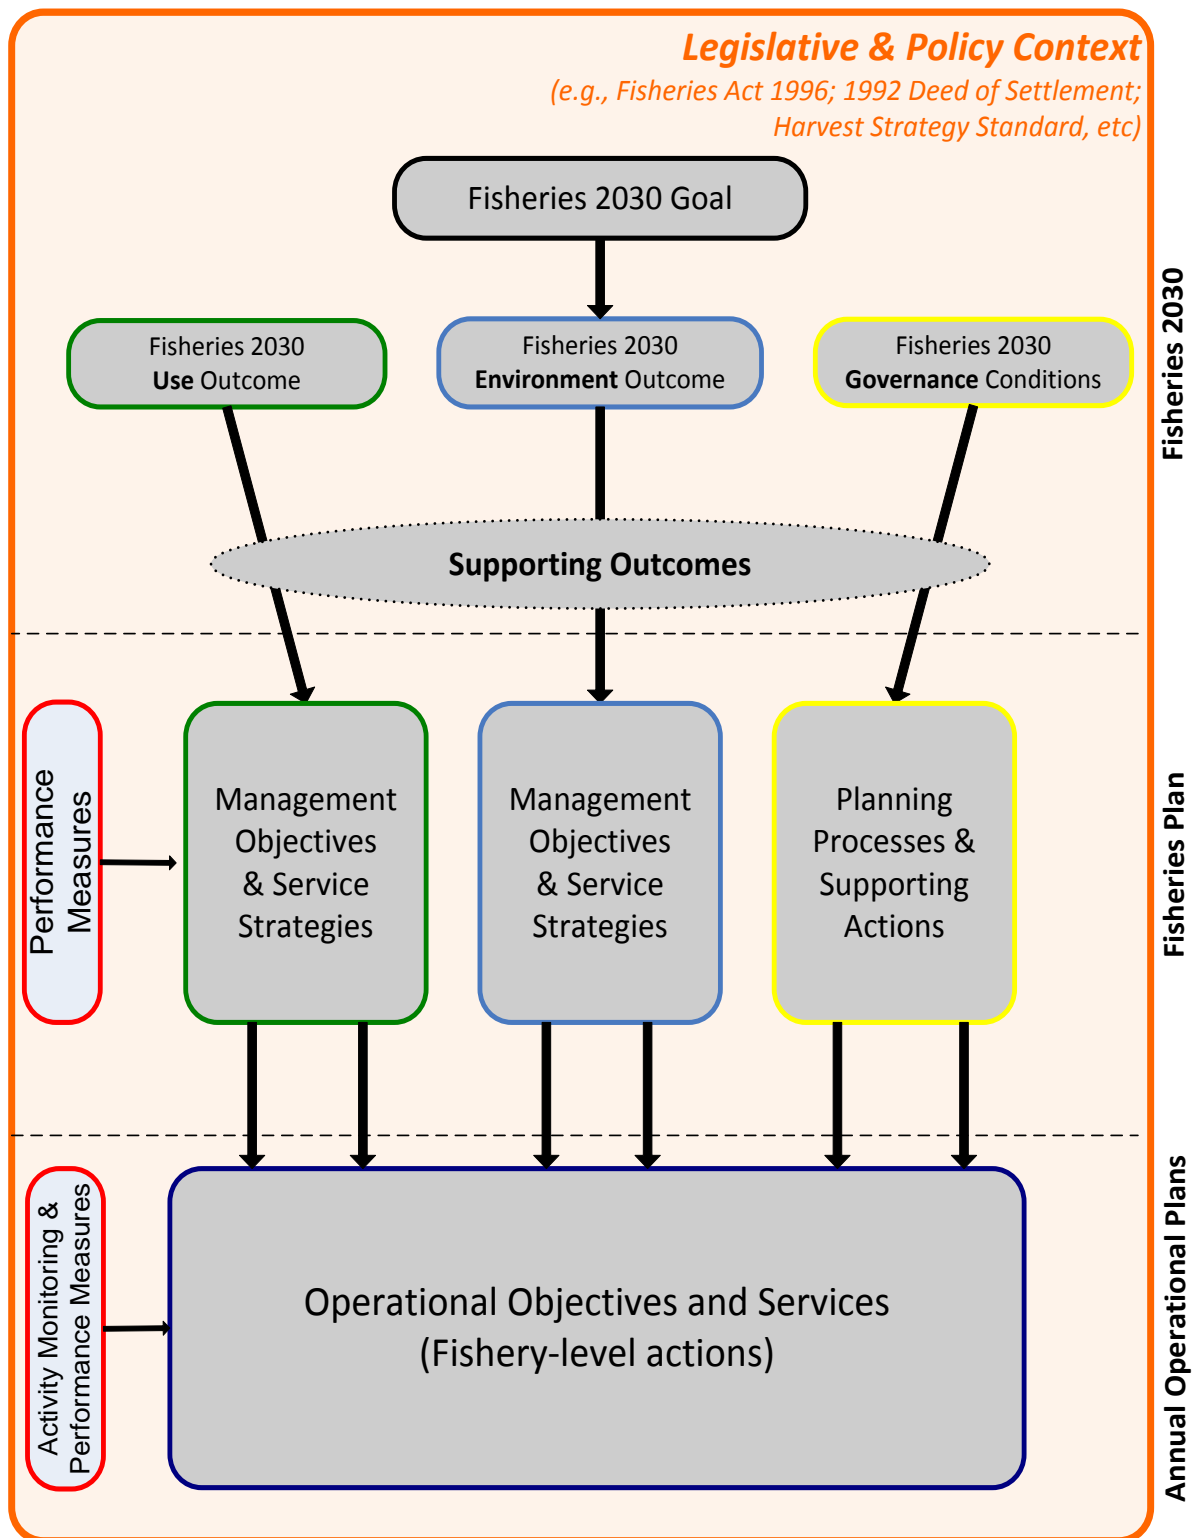 Legislative & Policy Context
(e.g., Fisheries Act 1996; 1992 Deed of Settlement;
Harvest Strategy Standard, etc)
Fisheries 2030 Goal
Fisheries 2030
Use Outcome
Fisheries 2030
Environment Outcome
Fisheries 2030
Governance Conditions
Fisheries 2030
Supporting Outcomes
Performance
Measures
Management
Objectives
& Service
Strategies
Management
Objectives
& Service
Strategies
Planning
Processes &
Supporting
Actions
Fisheries Plan
Activity Monitoring &
Performance Measures
Operational Objectives and Services
(Fishery-level actions)
Annual Operational Plans